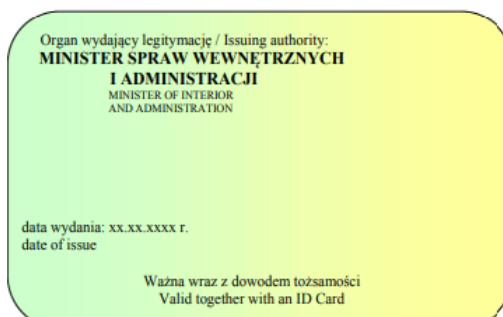 Organ wydający legitymację / Issuing authority:
MINISTER SPRAW WEWNĘTRZNYCH
I ADMINISTRACJI
MINISTER OF INTERIOR
AND ADMINISTRATION
data wydania: xx.xx.xxxx r.
date of issue
Ważna wraz z dowodem tożsamości
Valid together with an ID Card